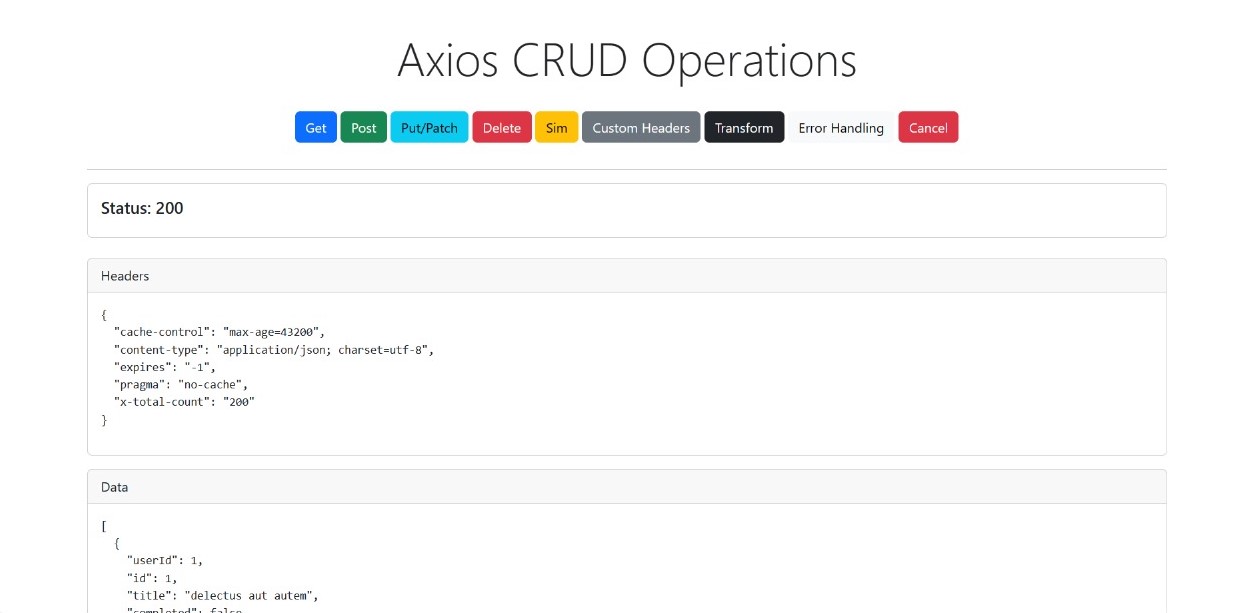 Axios CRUD Operations
Get Post Put/Patch Delete Sim Custom Headers Transform Error Handling Cancel
Status: 200
Headers
{
"cache-control": "max-age=43200",
"content-type": "application/json; charset=utf-8",
"expires": "-1",
"pragma": "no-cache",
"x-total-count": "200"
}
Data
[
{
"userId": 1,
"id": 1,
"title": "delectus aut autem",
"completed": false